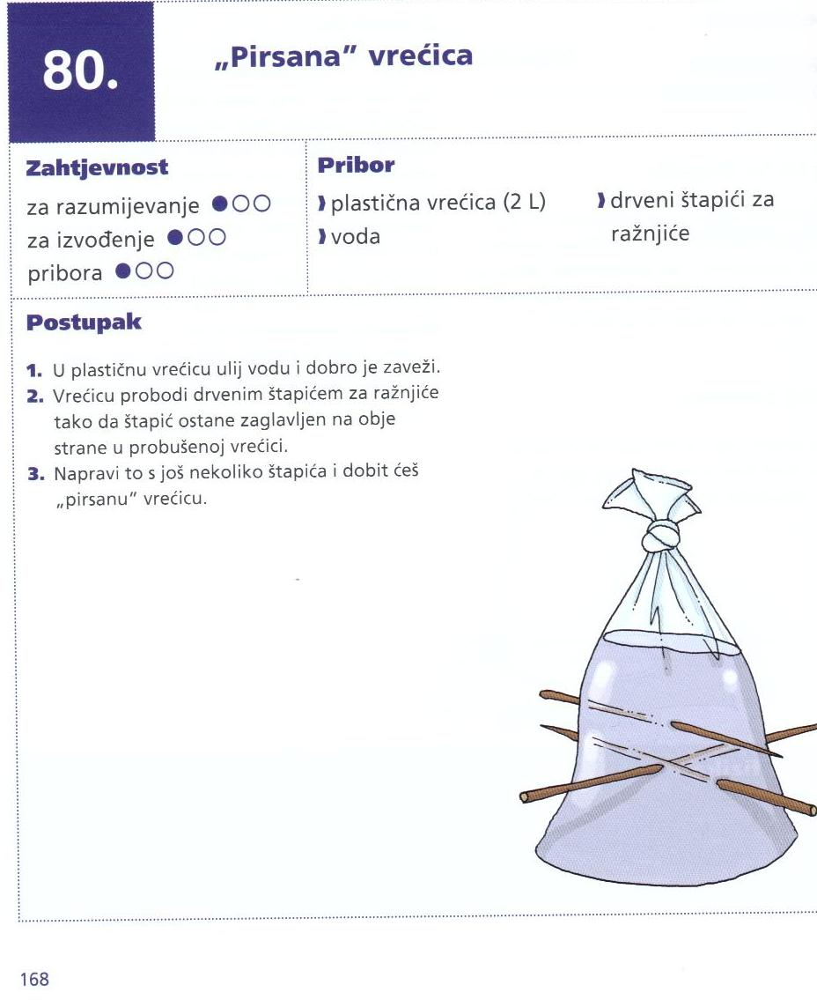 80.
„Pirsana” vrećica
Zahtjevnost
za razumijevanje
za izvođenje
pribora
Pribor
plastična vrećica (2 L)
voda
drveni štapići za
ražnjiće
Postupak
1. U plastičnu vrećicu ulij vodu i dobro je zaveži.
2. Vrećicu probodi drvenim štapićem za ražnjiće
tako da štapić ostane zaglavljen na obje
strane u probušenoj vrećici.
3. Napravi to s još nekoliko štapića i dobit ćeš
„pirsanu” vrećicu.
168